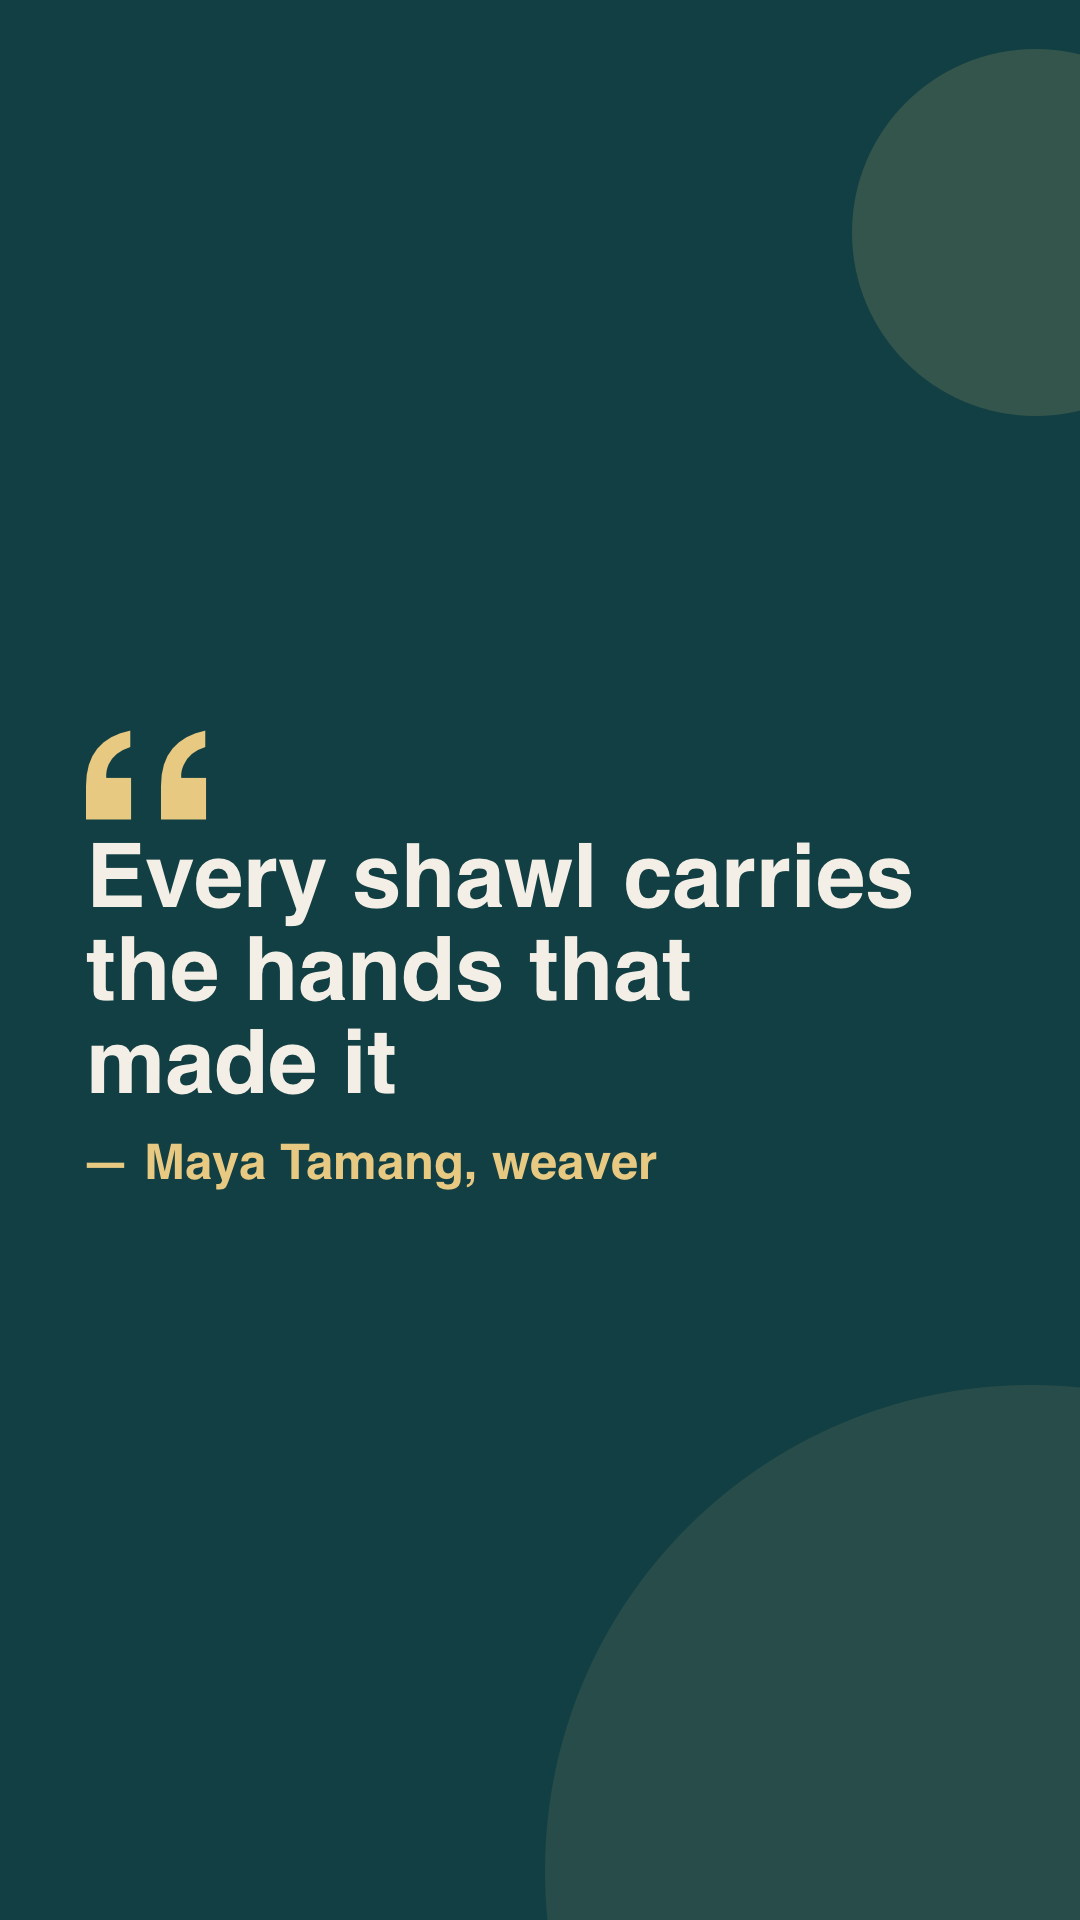 “
Every shawl carries
the hands that
made it
— Maya Tamang, weaver